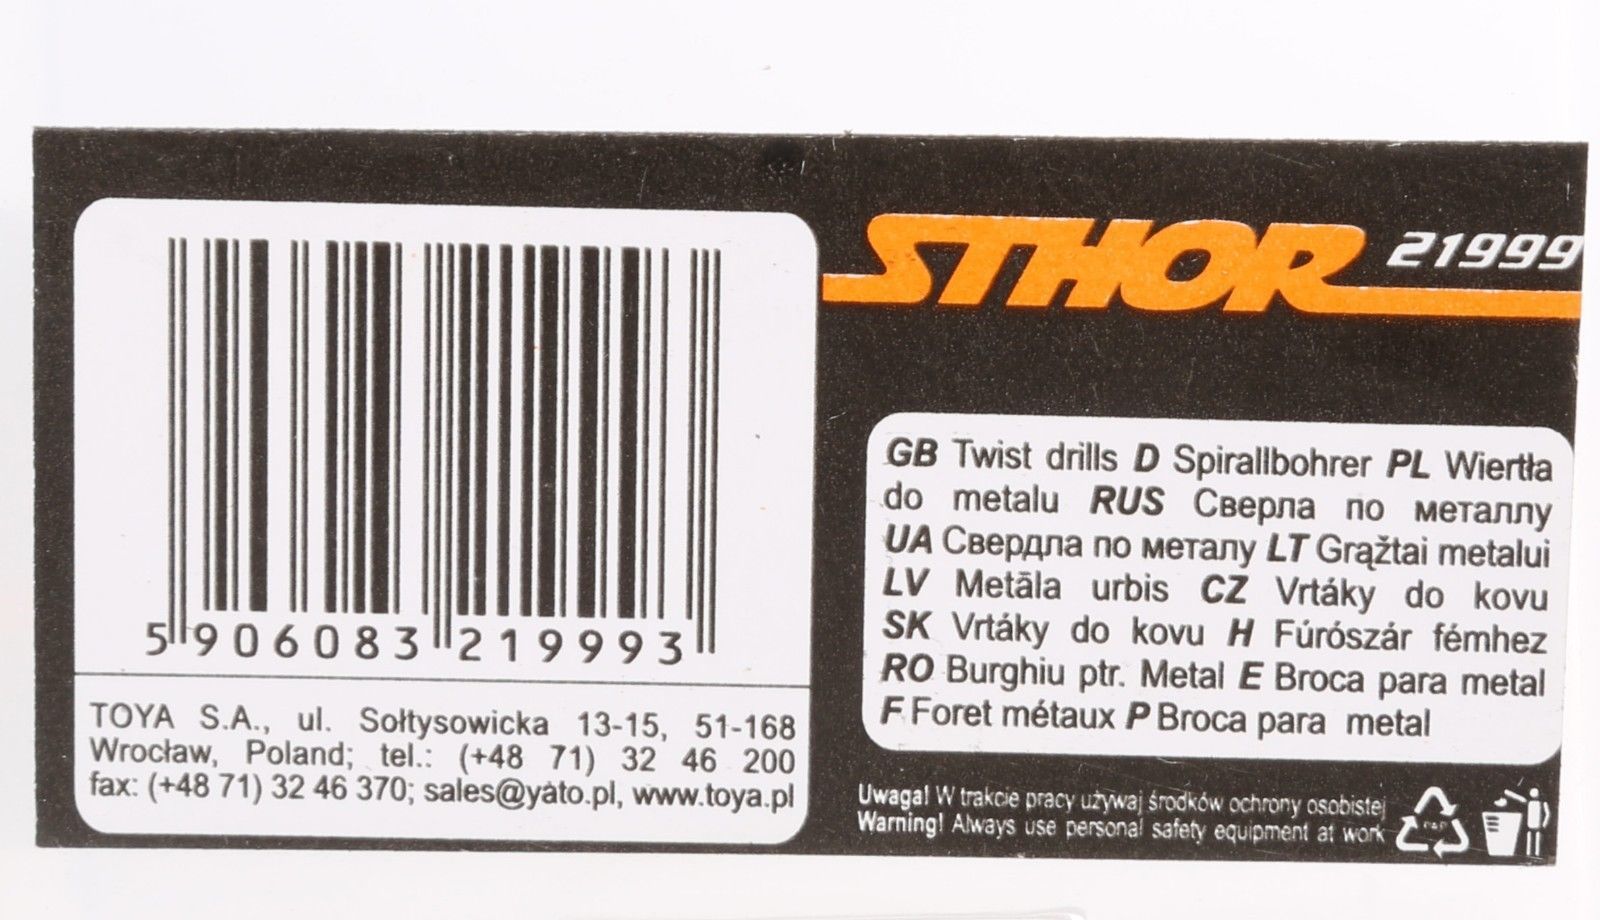 STHOR 21999
5 906083 219993
TOYA S.A., ul. Sołtysowicka 13-15, 51-168
Wrocław, Poland; tel.: (+48 71) 32 46 200
fax: (+48 71) 32 46 370; sales@yato.pl, www.toya.pl
GB Twist drills D Spirallbohrer PL Wiertła
do metalu RUS Сверла по металлу
UA Свердла по металу LT Grąžtai metalui
LV Metāla urbis CZ Vrtáky do kovu
SK Vrtáky do kovu H Fúrószár fémhez
RO Burghiu ptr. Metal E Broca para metal
F Foret métaux P Broca para metal
Uwaga! W trakcie pracy używaj środków ochrony osobistej
Warning! Always use personal safety equipment at work